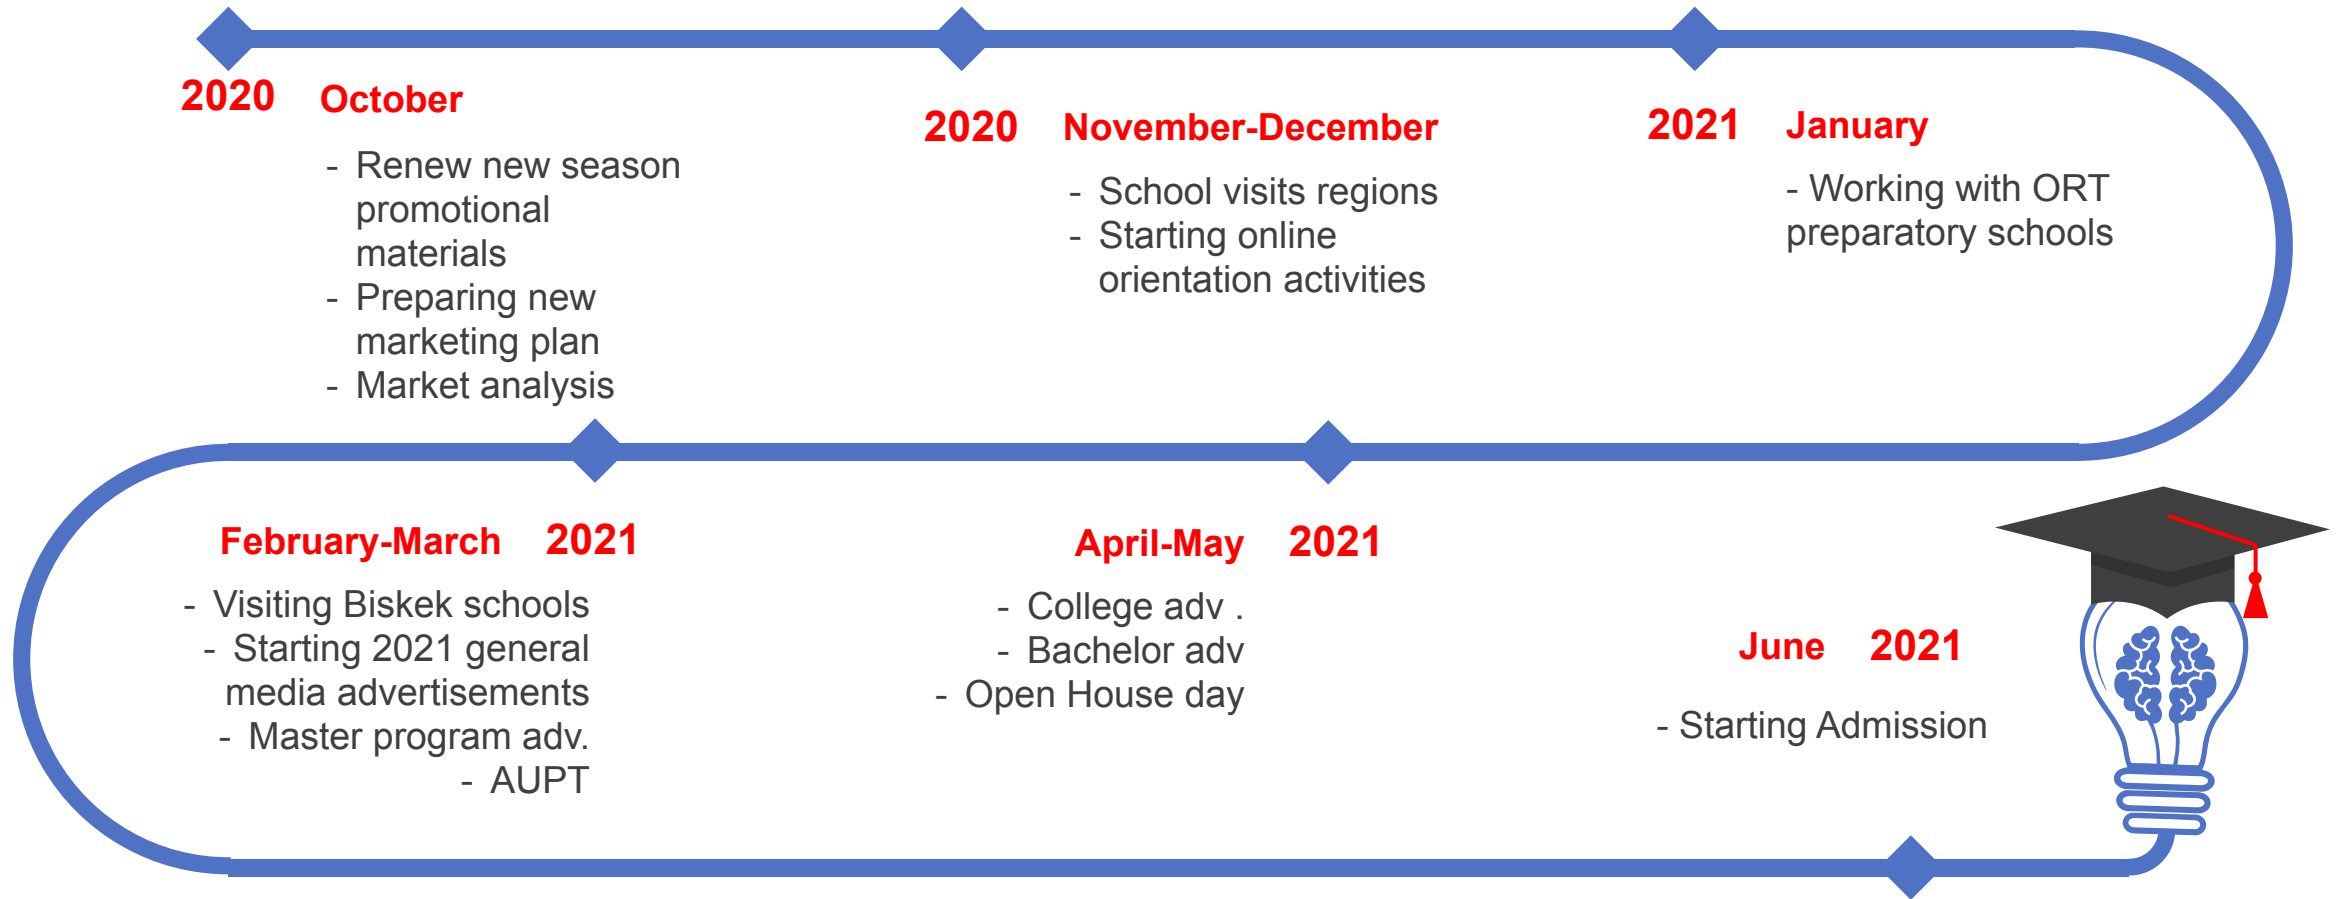 2020 October
- Renew new season
promotional
materials
- Preparing new
marketing plan
- Market analysis
2020 November-December
- School visits regions
- Starting online
orientation activities
2021 January
- Working with ORT
preparatory schools
February-March 2021
- Visiting Biskek schools
- Starting 2021 general
media advertisements
- Master program adv.
- AUPT
April-May 2021
- College adv .
- Bachelor adv
- Open House day
June 2021
- Starting Admission